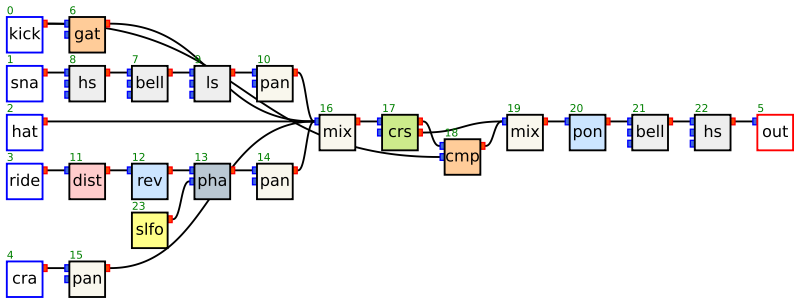 0
kick
6
gat
1
sna
8
hs
7
bell
9
ls
10
pan
2
hat
16
mix
17
crs
18
cmp
19
mix
20
pon
21
bell
22
hs
5
out
3
ride
11
dist
12
rev
13
pha
14
pan
23
slfo
4
cra
15
pan